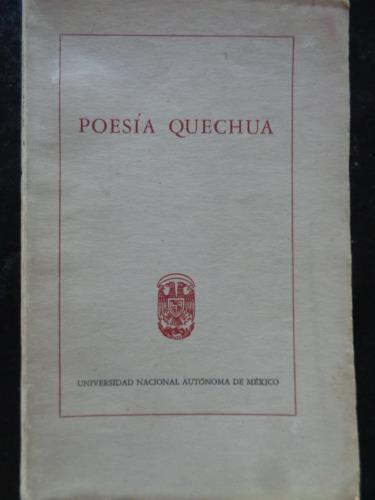 POESÍA QUECHUA
UNIVERSIDAD NACIONAL AUTÓNOMA DE MÉXICO